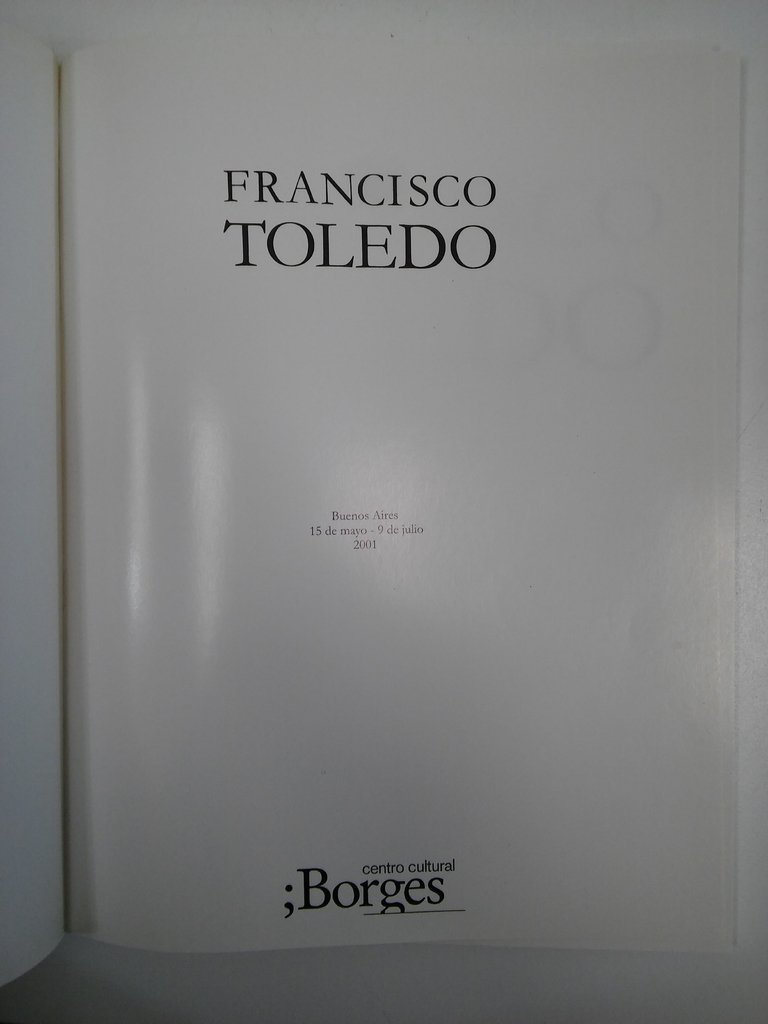 FRANCISCO
TOLEDO
Buenos Aires
15 de mayo - 9 de julio
2001
centro cultural
;Borges